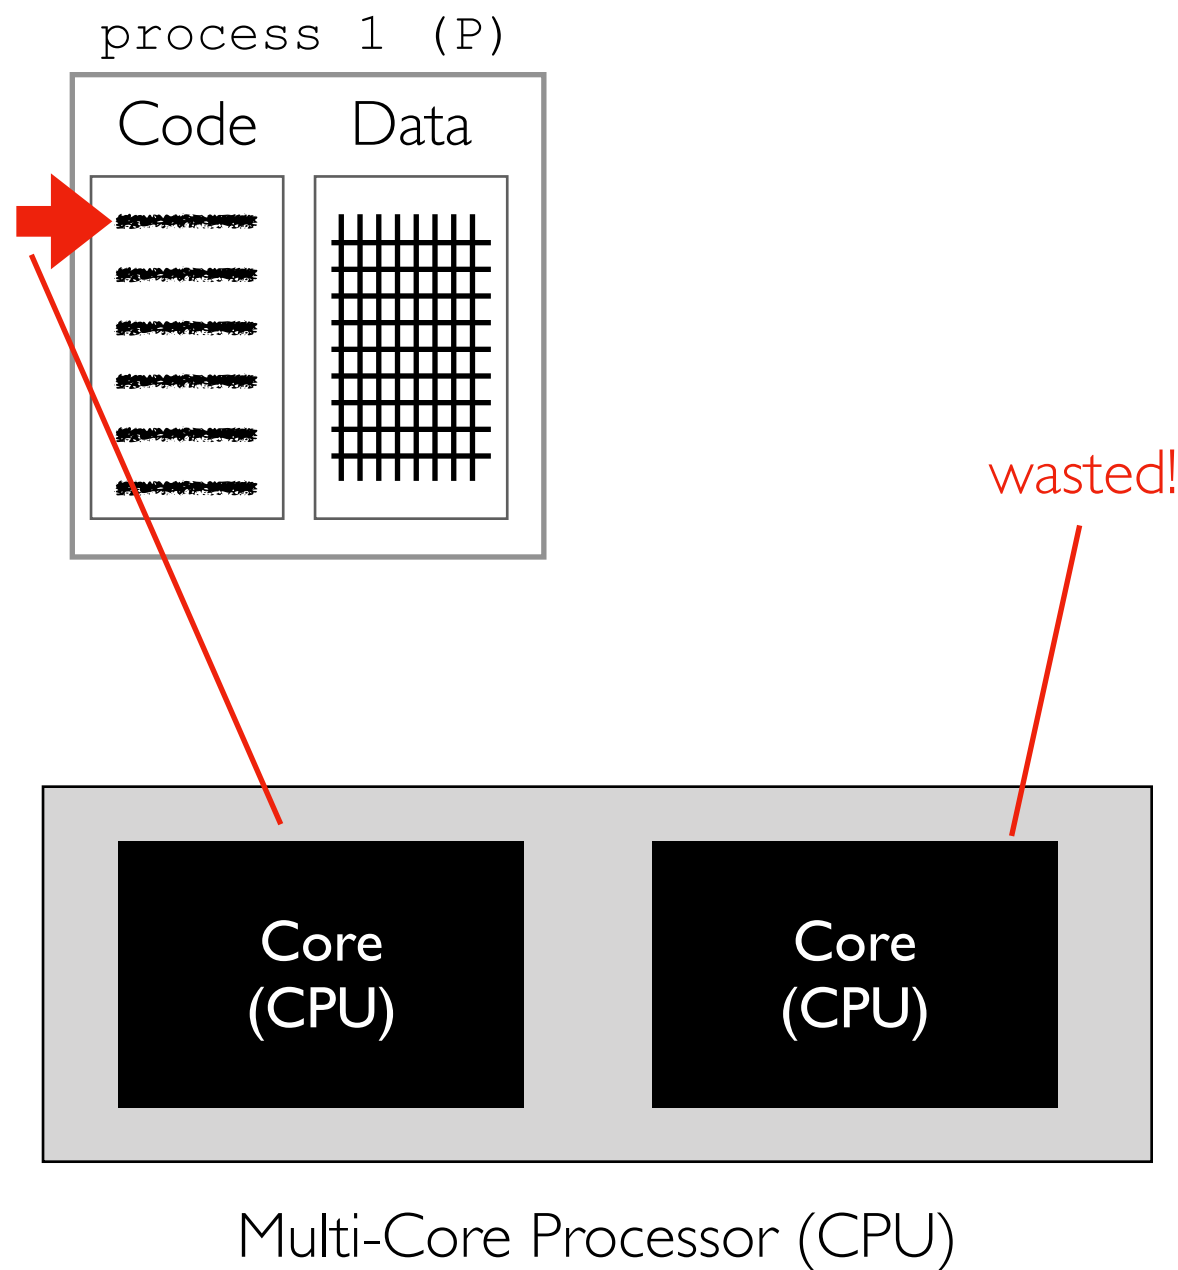 process 1 (P)
Code Data
wasted!
Core (CPU)
Core (CPU)
Multi-Core Processor (CPU)